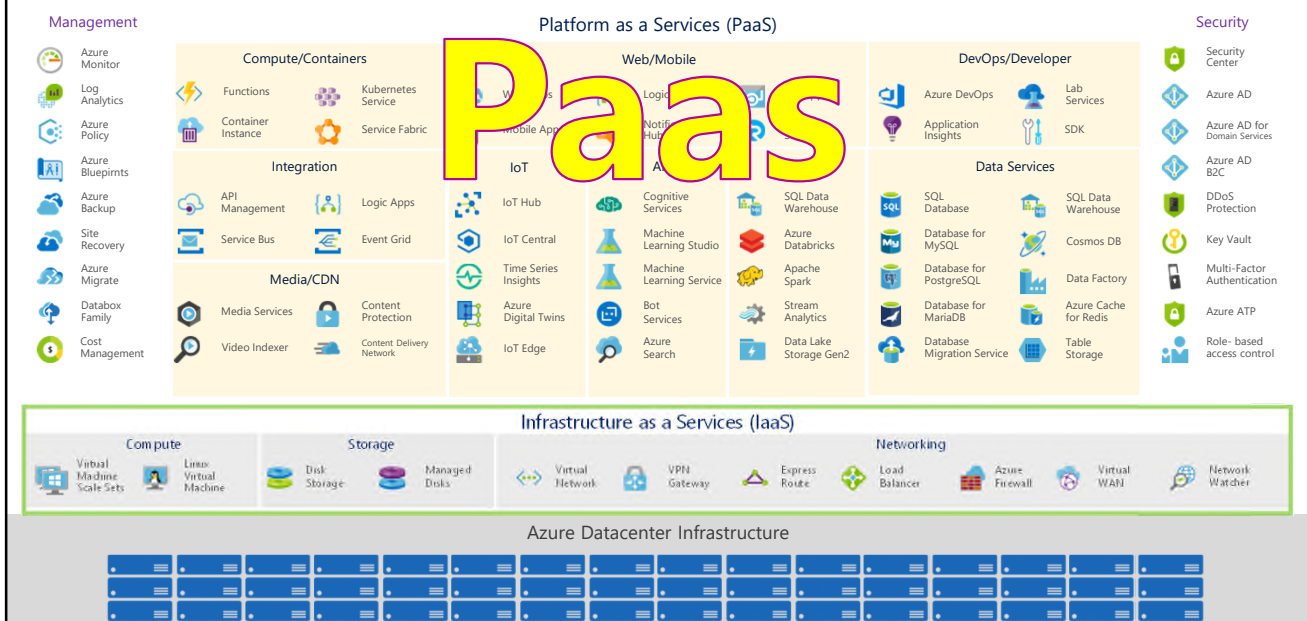 Management
Platform as a Services (PaaS)
Security
Azure
Monitor
Log
Analytics
Azure
Policy
Azure
Bluepirnts
Azure
Backup
Site
Recovery
Azure
Migrate
Databox
Family
Cost
Management
Compute/Containers
Functions
Kubernetes
Service
Container
Instance
Service Fabric
Integration
API
Management
Logic Apps
Service Bus
Event Grid
Media/CDN
Media Services
Content
Protection
Video Indexer
Content Delivery
Network
Paas
Web/Mobile
Logic
Mobile App
IoT
IoT Hub
IoT Central
Time Series
Insights
Azure
Digital Twins
IoT Edge
Cognitive
Services
Machine
Learning Studio
Machine
Learning Service
Bot
Services
Azure
Search
SQL Data
Warehouse
Azure
Databricks
Apache
Spark
Stream
Analytics
Data Lake
Storage Gen2
DevOps/Developer
Azure DevOps
Lab
Services
Application
Insights
SDK
Data Services
SQL
Database
SQL Data
Warehouse
Database for
MySQL
Cosmos DB
Database for
PostgreSQL
Data Factory
Database for
MariaDB
Azure Cache
for Redis
Database
Migration Service
Table
Storage
Security
Center
Azure AD
Azure AD for
Domain Services
Azure AD
B2C
DDoS
Protection
Key Vault
Multi-Factor
Authentication
Azure ATP
Role- based
access control
Infrastructure as a Services (IaaS)
Compute
Storage
Networking
Virtual
Machine
Scale Sets
Linux
Virtual
Machine
Disk
Storage
Managed
Disks
Virtual
Network
VPN
Gateway
Express
Route
Load
Balancer
Azure
Firewall
Virtual
WAN
Network
Watcher
Azure Datacenter Infrastructure